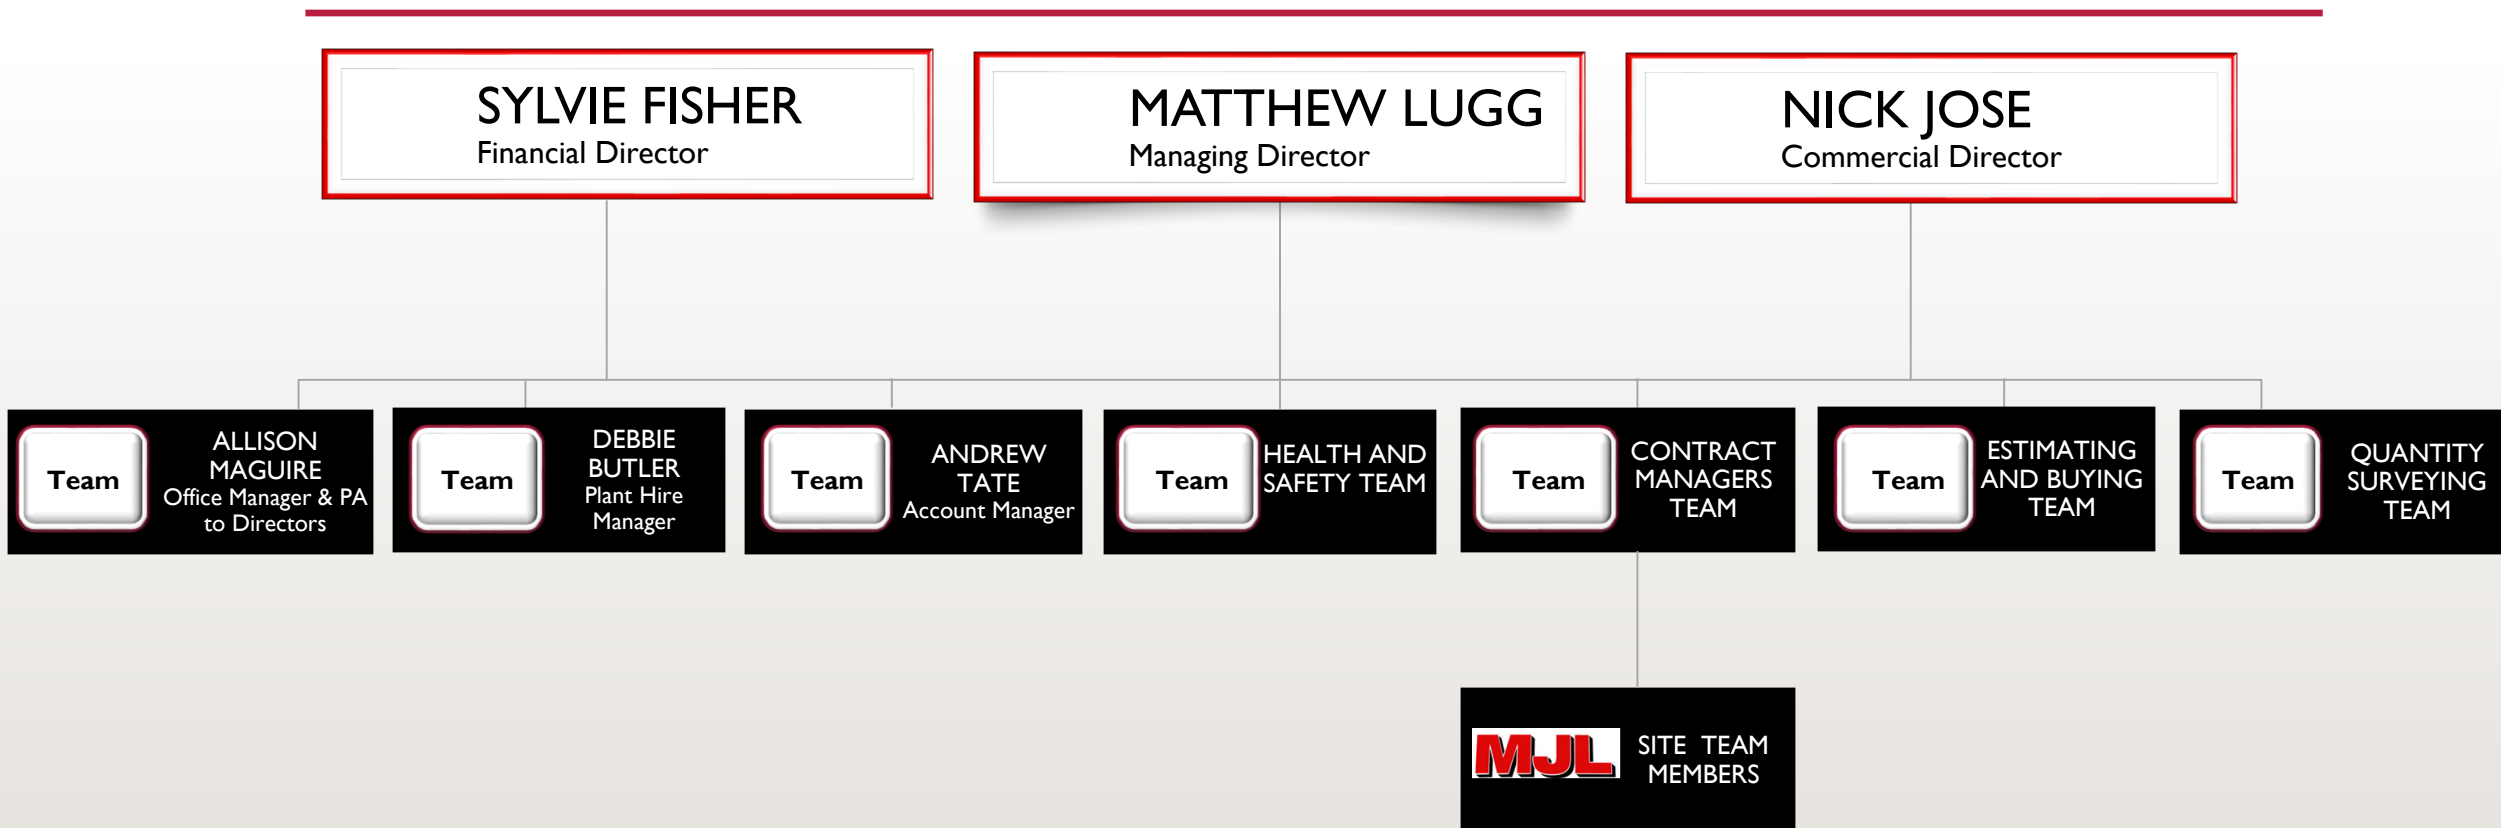 SYLVIE FISHER
Financial Director
MATTHEW LUGG
Managing Director
NICK JOSE
Commercial Director
Team
ALLISON
MAGUIRE
Office Manager & PA
to Directors
Team
DEBBIE
BUTLER
Plant Hire
Manager
Team
ANDREW
TATE
Account Manager
Team
HEALTH AND
SAFETY TEAM
Team
CONTRACT
MANAGERS
TEAM
Team
ESTIMATING
AND BUYING
TEAM
Team
QUANTITY
SURVEYING
TEAM
MJL
SITE TEAM
MEMBERS